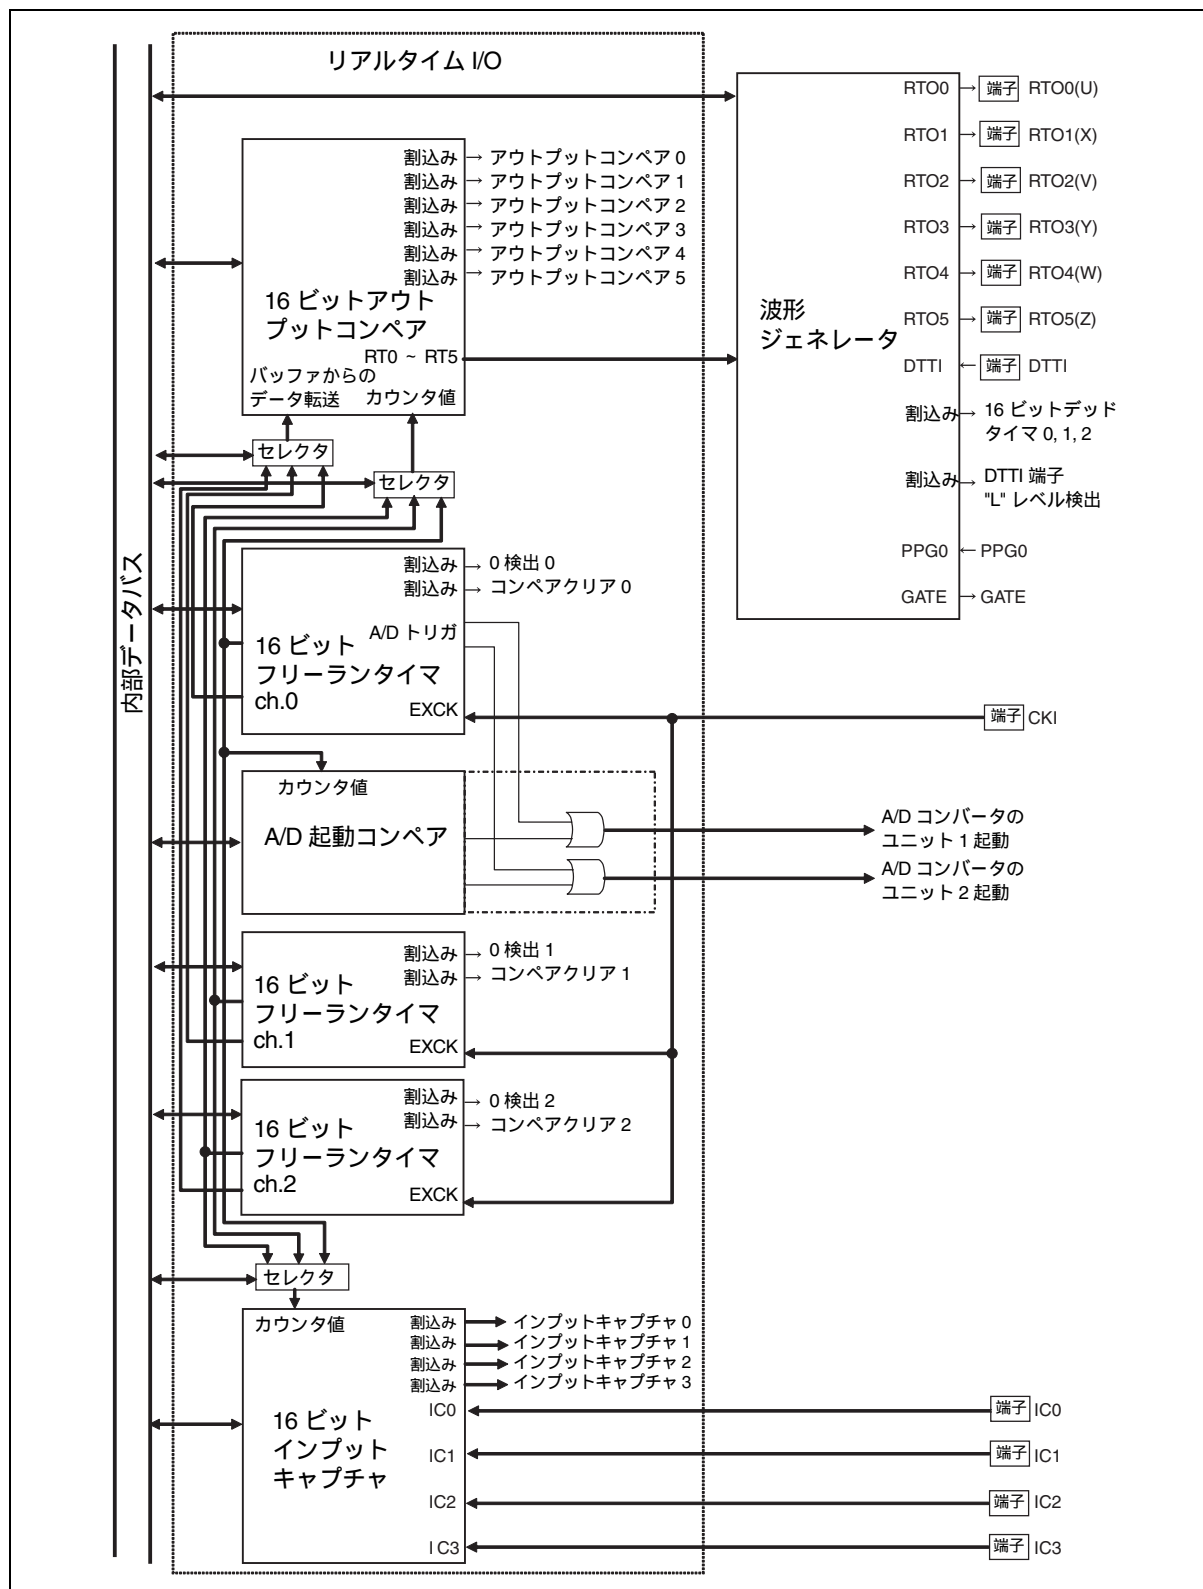 リアルタイム I/O
内部データバス
割込み → アウトプットコンペア 0
割込み → アウトプットコンペア 1
割込み → アウトプットコンペア 2
割込み → アウトプットコンペア 3
割込み → アウトプットコンペア 4
割込み → アウトプットコンペア 5
16 ビットアウト
プットコンペア
RT0 ~ RT5
バッファからの
データ転送
カウンタ値
セレクタ
セレクタ
波形
ジェネレータ
RTO0 → 端子 RTO0(U)
RTO1 → 端子 RTO1(X)
RTO2 → 端子 RTO2(V)
RTO3 → 端子 RTO3(Y)
RTO4 → 端子 RTO4(W)
RTO5 → 端子 RTO5(Z)
DTTI ← 端子 DTTI
割込み → 16 ビットデッド
タイマ 0, 1, 2
割込み → DTTI 端子
"L" レベル検出
PPG0 ← PPG0
GATE → GATE
割込み → 0 検出 0
割込み → コンペアクリア 0
A/D トリガ
16 ビット
フリーランタイマ
ch.0
EXCK
端子 CKI
カウンタ値
A/D 起動コンペア
A/D コンバータの
ユニット 1 起動
A/D コンバータの
ユニット 2 起動
割込み → 0 検出 1
割込み → コンペアクリア 1
16 ビット
フリーランタイマ
ch.1
EXCK
割込み → 0 検出 2
割込み → コンペアクリア 2
16 ビット
フリーランタイマ
ch.2
EXCK
セレクタ
カウンタ値
割込み インプットキャプチャ 0
割込み インプットキャプチャ 1
割込み インプットキャプチャ 2
割込み インプットキャプチャ 3
16 ビット
インプット
キャプチャ
IC0 端子 IC0
IC1 端子 IC1
IC2 端子 IC2
I C3 端子 IC3